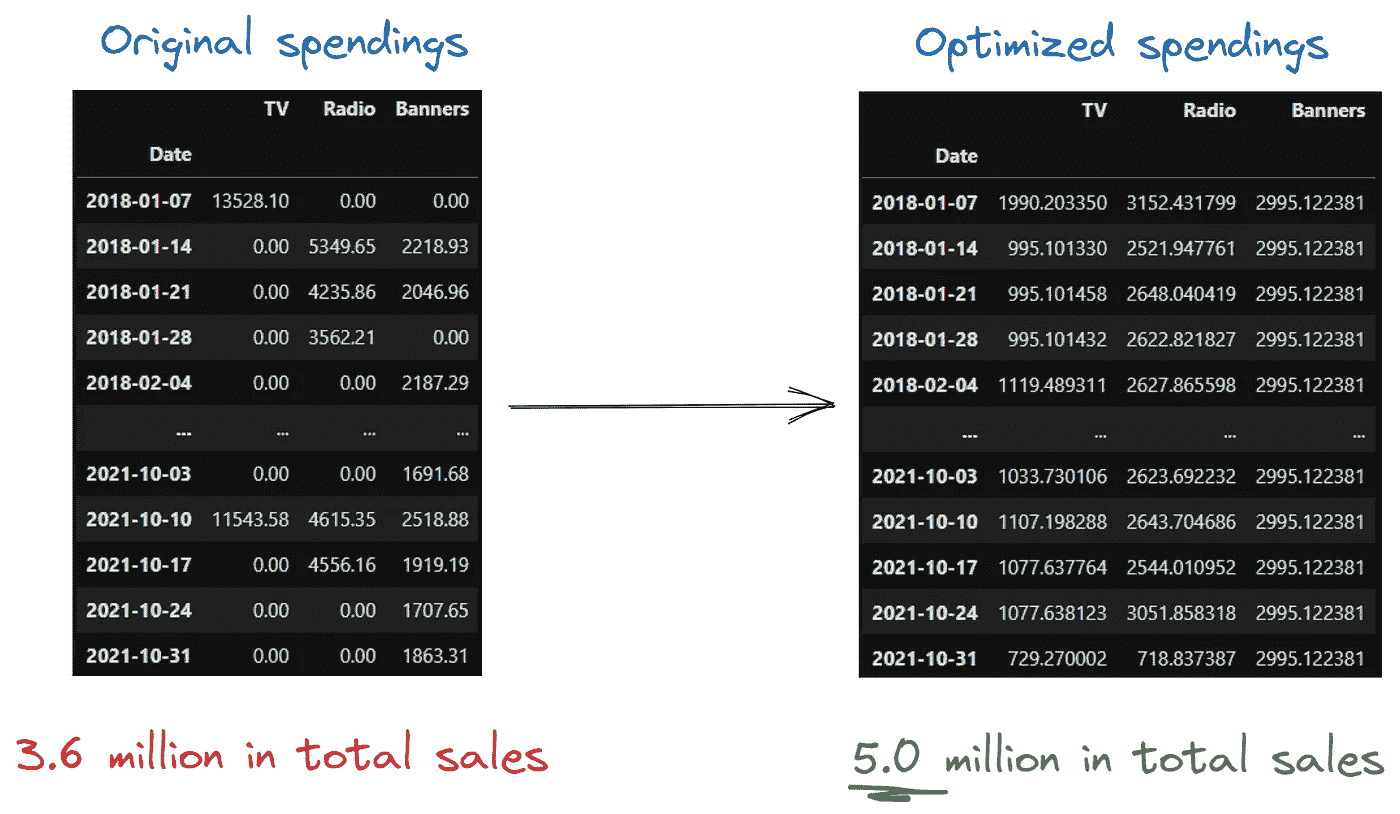 Original spendings
TV Radio Banners
Date
2018-01-07 13528.10 0.00 0.00
2018-01-14 0.00 5349.65 2218.93
2018-01-21 0.00 4235.86 2046.96
2018-01-28 0.00 3562.21 0.00
2018-02-04 0.00 0.00 2187.29
... ... ... ...
2021-10-03 0.00 0.00 1691.68
2021-10-10 11543.58 4615.35 2518.88
2021-10-17 0.00 4556.16 1919.19
2021-10-24 0.00 0.00 1707.65
2021-10-31 0.00 0.00 1863.31
3.6 million in total sales
Optimized spendings
TV Radio Banners
Date
2018-01-07 1990.203350 3152.431799 2995.122381
2018-01-14 995.101330 2521.947761 2995.122381
2018-01-21 995.101458 2648.040419 2995.122381
2018-01-28 995.101432 2622.821827 2995.122381
2018-02-04 1119.489311 2627.865598 2995.122381
... ... ... ...
2021-10-03 1033.730106 2623.692232 2995.122381
2021-10-10 1107.198288 2643.704686 2995.122381
2021-10-17 1077.637764 2544.010952 2995.122381
2021-10-24 1077.638123 3051.858318 2995.122381
2021-10-31 729.270002 718.837387 2995.122381
5.0 million in total sales